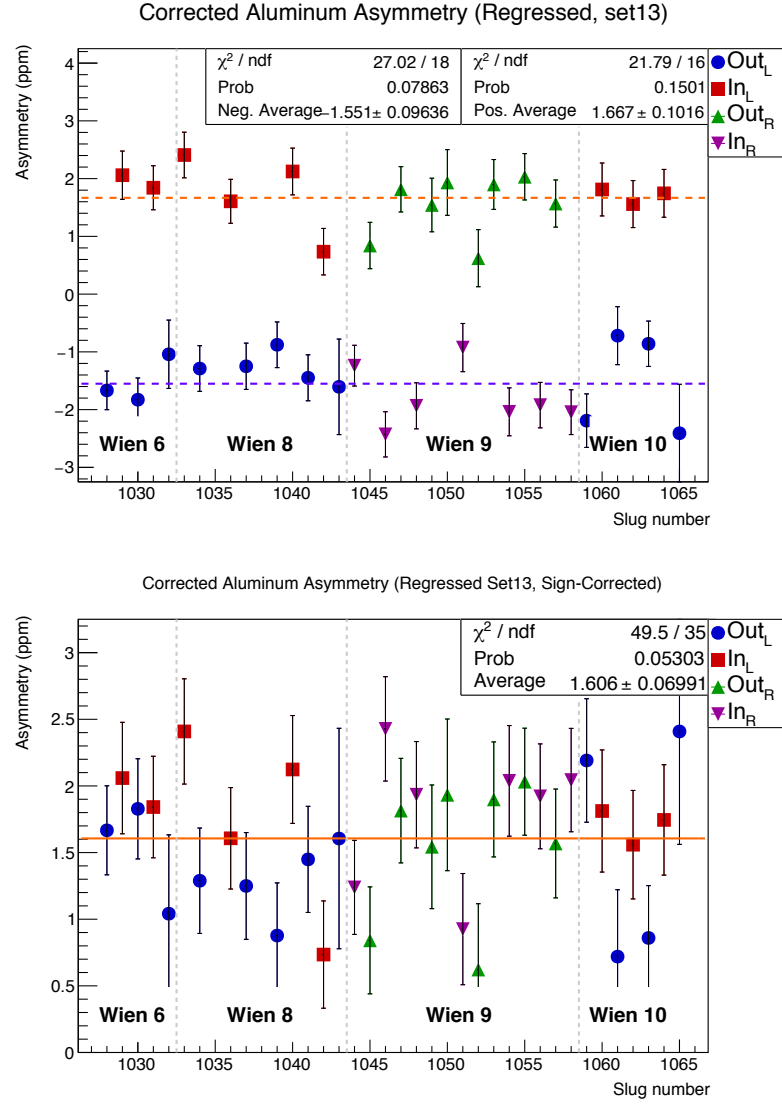 Corrected Aluminum Asymmetry (Regressed, set13)
Asymmetry (ppm)
χ² / ndf 27.02 / 18
Prob 0.07863
Neg. Average −1.551± 0.09636
χ² / ndf 21.79 / 16
Prob 0.1501
Pos. Average 1.667 ± 0.1016
Out_L
In_L
Out_R
In_R
4
3
2
1
0
−1
−2
−3
Wien 6 Wien 8 Wien 9 Wien 10
1030 1035 1040 1045 1050 1055 1060 1065
Slug number
Corrected Aluminum Asymmetry (Regressed Set13, Sign-Corrected)
Asymmetry (ppm)
χ² / ndf 49.5 / 35
Prob 0.05303
Average 1.606 ± 0.06991
Out_L
In_L
Out_R
In_R
3
2.5
2
1.5
1
0.5
0
Wien 6 Wien 8 Wien 9 Wien 10
1030 1035 1040 1045 1050 1055 1060 1065
Slug number